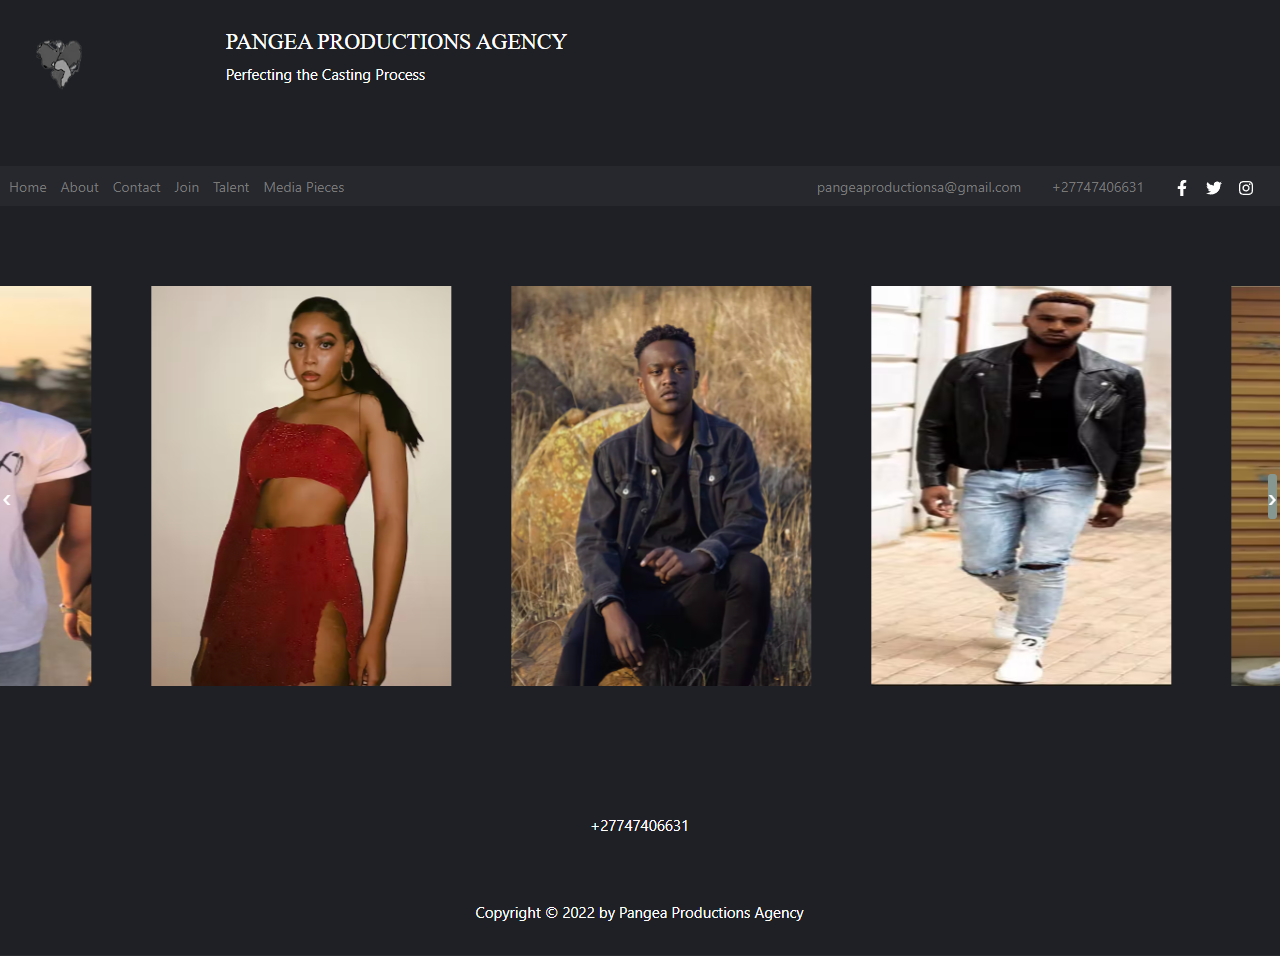 PANGEA PRODUCTIONS AGENCY
Perfecting the Casting Process
Home About Contact Join Talent Media Pieces pangeaproductionsa@gmail.com +27747406631
+27747406631
Copyright © 2022 by Pangea Productions Agency